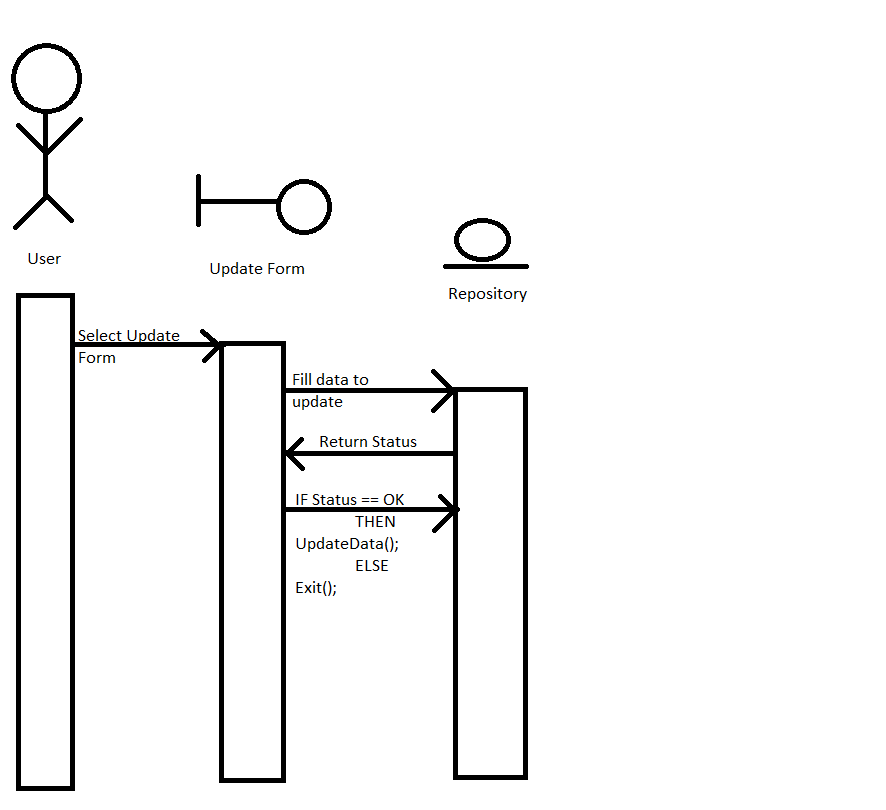 User
Update Form
Repository
Select Update
Form
Fill data to
update
Return Status
IF Status == OK
THEN
UpdateData();
ELSE
Exit();